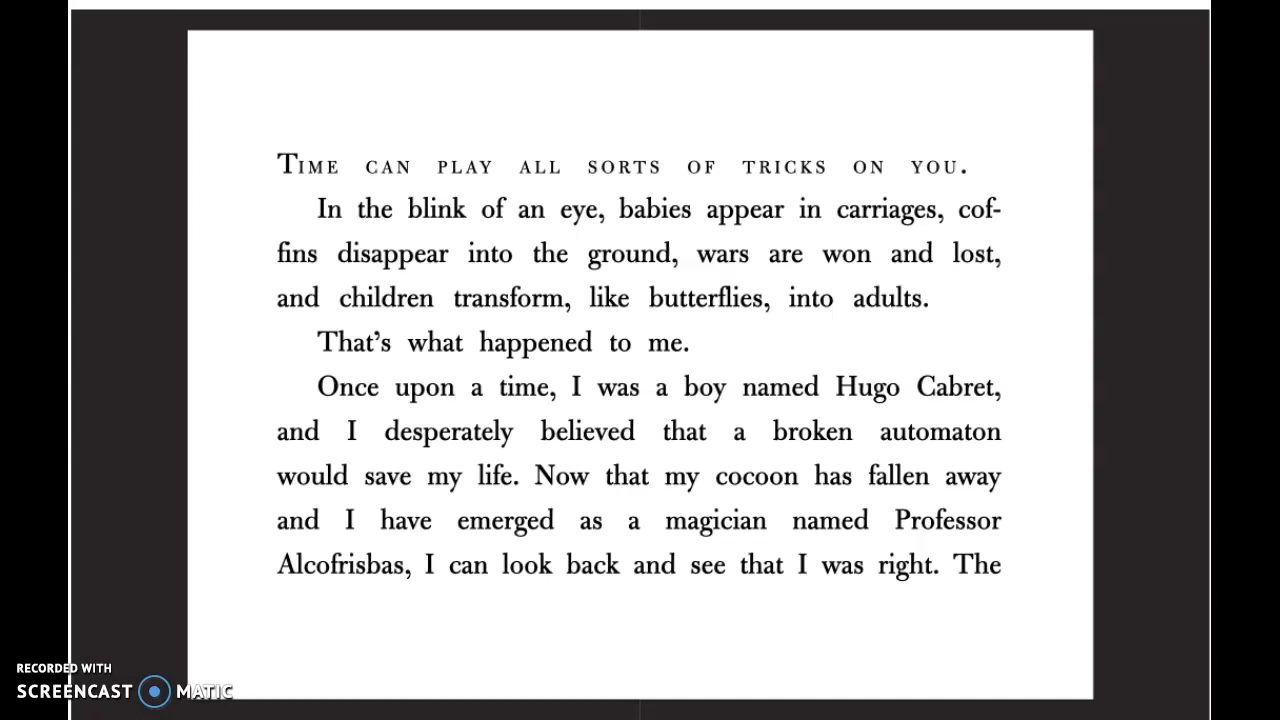 TIME CAN PLAY ALL SORTS OF TRICKS ON YOU.
In the blink of an eye, babies appear in carriages, cof-
fins disappear into the ground, wars are won and lost,
and children transform, like butterflies, into adults.
That's what happened to me.
Once upon a time, I was a boy named Hugo Cabret,
and I desperately believed that a broken automaton
would save my life. Now that my cocoon has fallen away
and I have emerged as a magician named Professor
Alcofrisbas, I can look back and see that I was right. The
RECORDED WITH
SCREENCAST MATIC